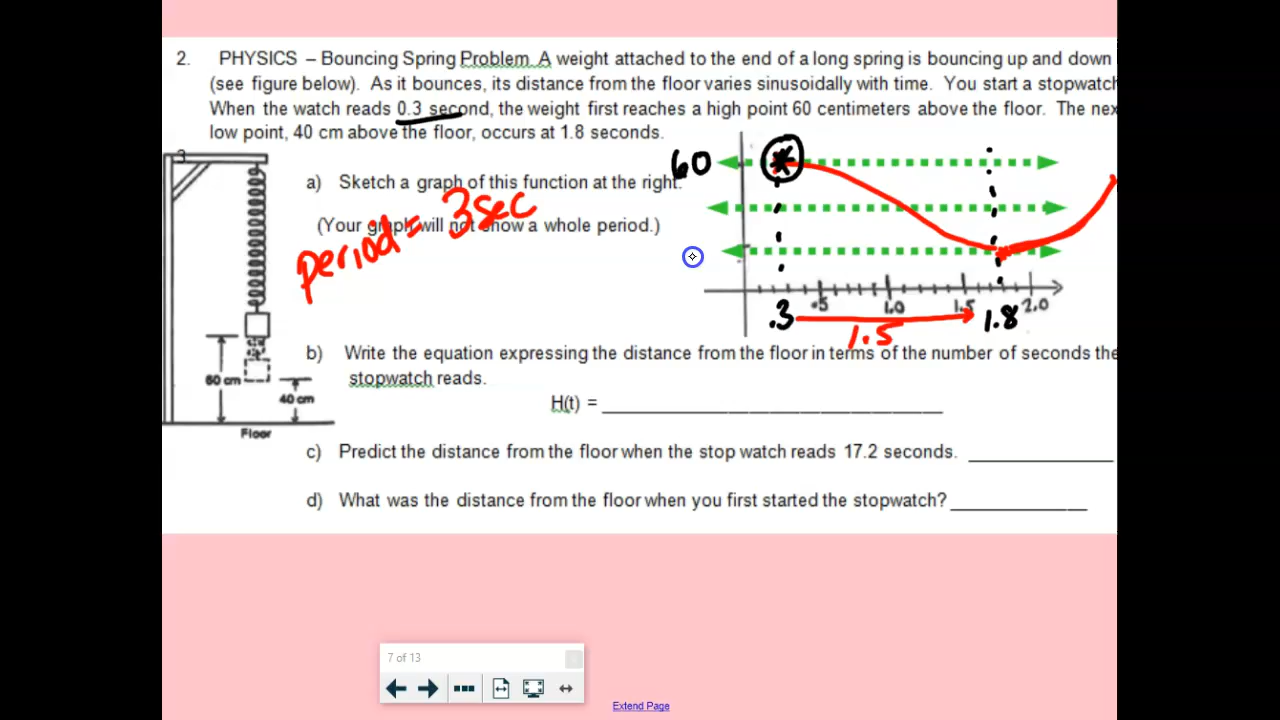 2. PHYSICS – Bouncing Spring Problem. A weight attached to the end of a long spring is bouncing up and down
(see figure below). As it bounces, its distance from the floor varies sinusoidally with time. You start a stopwatch
When the watch reads 0.3 second, the weight first reaches a high point 60 centimeters above the floor. The nex
low point, 40 cm above the floor, occurs at 1.8 seconds.
3
60
a) Sketch a graph of this function at the right.
(Your graph will not show a whole period.)
period = 3 sec
.5 1.0 1.5 2.0
.3 1.8
1.5
60 cm
40 cm
Floor
b) Write the equation expressing the distance from the floor in terms of the number of seconds the
stopwatch reads.
H(t) =
c) Predict the distance from the floor when the stop watch reads 17.2 seconds.
d) What was the distance from the floor when you first started the stopwatch?
7 of 13
Extend Page